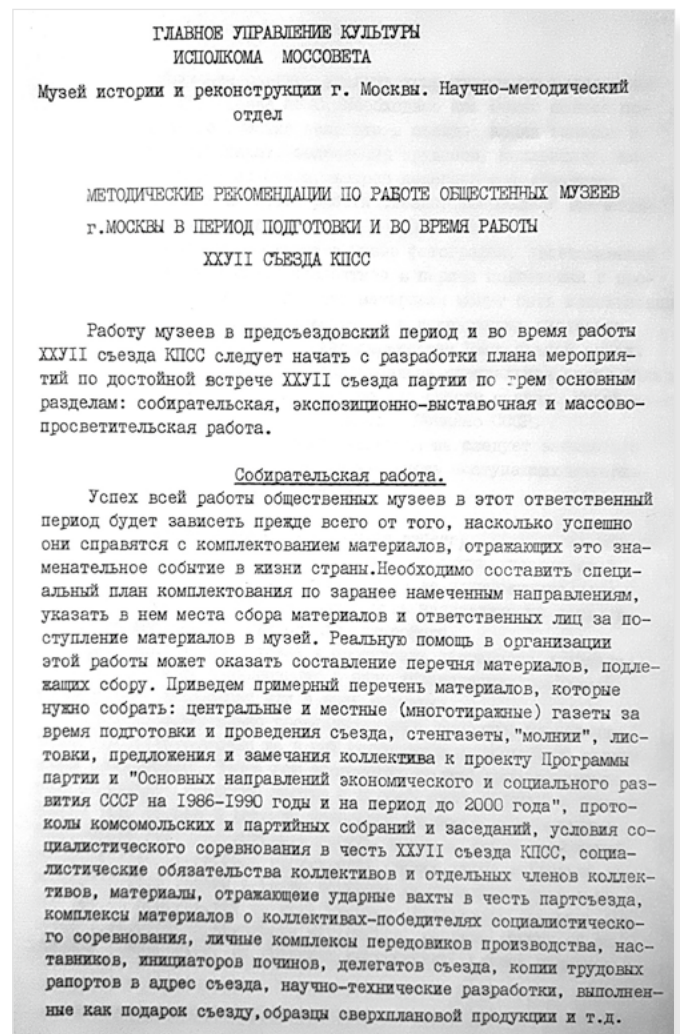 ГЛАВНОЕ УПРАВЛЕНИЕ КУЛЬТУРЫ
ИСПОЛКОМА МОССОВЕТА
Музей истории и реконструкции г. Москвы. Научно-методический
отдел
МЕТОДИЧЕСКИЕ РЕКОМЕНДАЦИИ ПО РАБОТЕ ОБЩЕСТЕННЫХ МУЗЕЕВ
г.МОСКВЫ В ПЕРИОД ПОДГОТОВКИ И ВО ВРЕМЯ РАБОТЫ
ХХУІІ СЪЕЗДА КПСС
Работу музеев в предсъездовский период и во время работы
ХХУІІ съезда КПСС следует начать с разработки плана мероприя-
тий по достойной встрече ХХУІІ съезда партии по трем основным
разделам: собирательская, экспозиционно-выставочная и массово-
просветительская работа.
Собирательская работа.
Успех всей работы общественных музеев в этот ответственный
период будет зависеть прежде всего от того, насколько успешно
они справятся с комплектованием материалов, отражающих это зна-
менательное событие в жизни страны.Необходимо составить специ-
альный план комплектования по заранее намеченным направлениям,
указать в нем места сбора материалов и ответственных лиц за по-
ступление материалов в музей. Реальную помощь в организации
этой работы может оказать составление перечня материалов, подле-
жащих сбору. Приведем примерный перечень материалов, которые
нужно собрать: центральные и местные (многотиражные) газеты за
время подготовки и проведения съезда, стенгазеты,"молнии", лис-
товки, предложения и замечания коллектива к проекту Программы
партии и "Основных направлений экономического и социального раз-
вития СССР на 1986-1990 годы и на период до 2000 года", прото-
колы комсомольских и партийных собраний и заседаний, условия со-
циалистического соревнования в честь ХХУІІ съезда КПСС, социа-
листические обязательства коллективов и отдельных членов коллек-
тивов, материалы, отражающеие ударные вахты в честь партсъезда,
комплексы материалов о коллективах-победителях социалистическо-
го соревнования, личные комплексы передовиков производства, нас-
тавников, инициаторов починов, делегатов съезда, копии трудовых
рапортов в адрес съезда, научно-технические разработки, выполнен-
ные как подарок съезду,образцы сверхплановой продукции и т.д.